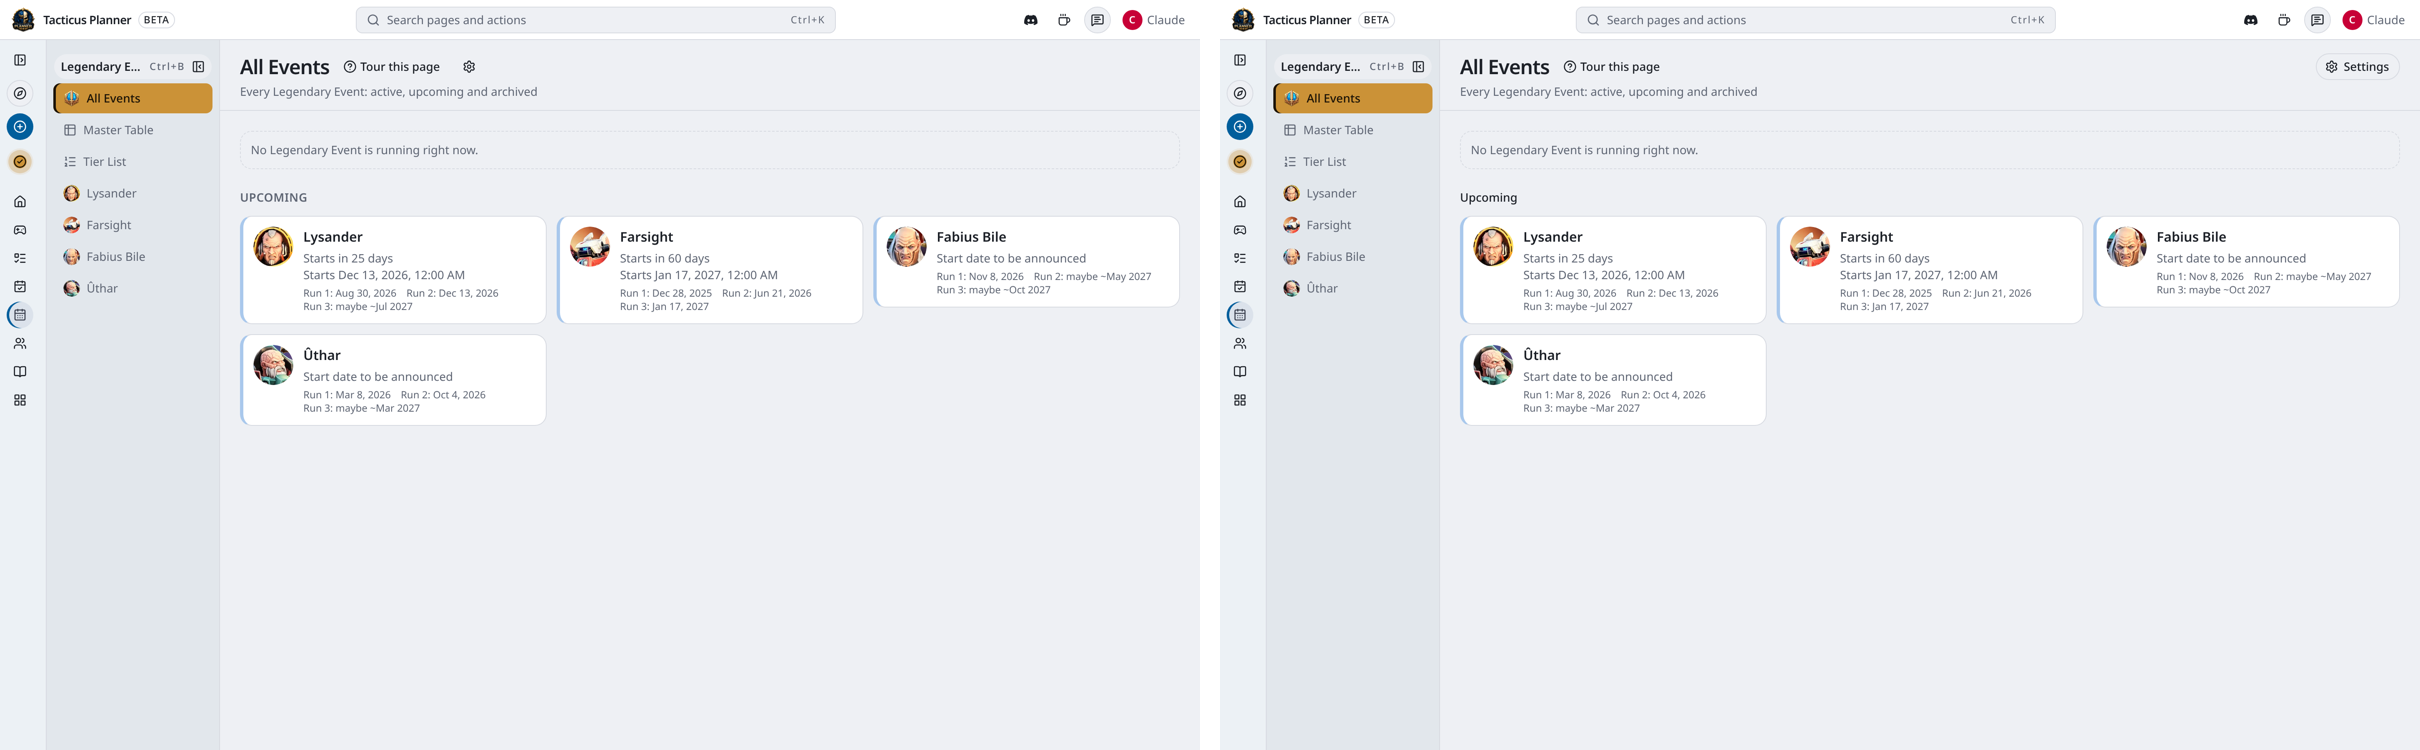 Tacticus Planner BETA
Search pages and actions Ctrl+K
C Claude
Legendary E... Ctrl+B
All Events
Master Table
Tier List
Lysander
Farsight
Fabius Bile
Ûthar
All Events Tour this page
Every Legendary Event: active, upcoming and archived
No Legendary Event is running right now.
UPCOMING
Lysander
Starts in 25 days
Starts Dec 13, 2026, 12:00 AM
Run 1: Aug 30, 2026 Run 2: Dec 13, 2026
Run 3: maybe ~Jul 2027
Farsight
Starts in 60 days
Starts Jan 17, 2027, 12:00 AM
Run 1: Dec 28, 2025 Run 2: Jun 21, 2026
Run 3: Jan 17, 2027
Fabius Bile
Start date to be announced
Run 1: Nov 8, 2026 Run 2: maybe ~May 2027
Run 3: maybe ~Oct 2027
Ûthar
Start date to be announced
Run 1: Mar 8, 2026 Run 2: Oct 4, 2026
Run 3: maybe ~Mar 2027
Tacticus Planner BETA
Search pages and actions Ctrl+K
C Claude
Legendary E... Ctrl+B
All Events
Master Table
Tier List
Lysander
Farsight
Fabius Bile
Ûthar
All Events Tour this page
Settings
Every Legendary Event: active, upcoming and archived
No Legendary Event is running right now.
Upcoming
Lysander
Starts in 25 days
Starts Dec 13, 2026, 12:00 AM
Run 1: Aug 30, 2026 Run 2: Dec 13, 2026
Run 3: maybe ~Jul 2027
Farsight
Starts in 60 days
Starts Jan 17, 2027, 12:00 AM
Run 1: Dec 28, 2025 Run 2: Jun 21, 2026
Run 3: Jan 17, 2027
Fabius Bile
Start date to be announced
Run 1: Nov 8, 2026 Run 2: maybe ~May 2027
Run 3: maybe ~Oct 2027
Ûthar
Start date to be announced
Run 1: Mar 8, 2026 Run 2: Oct 4, 2026
Run 3: maybe ~Mar 2027